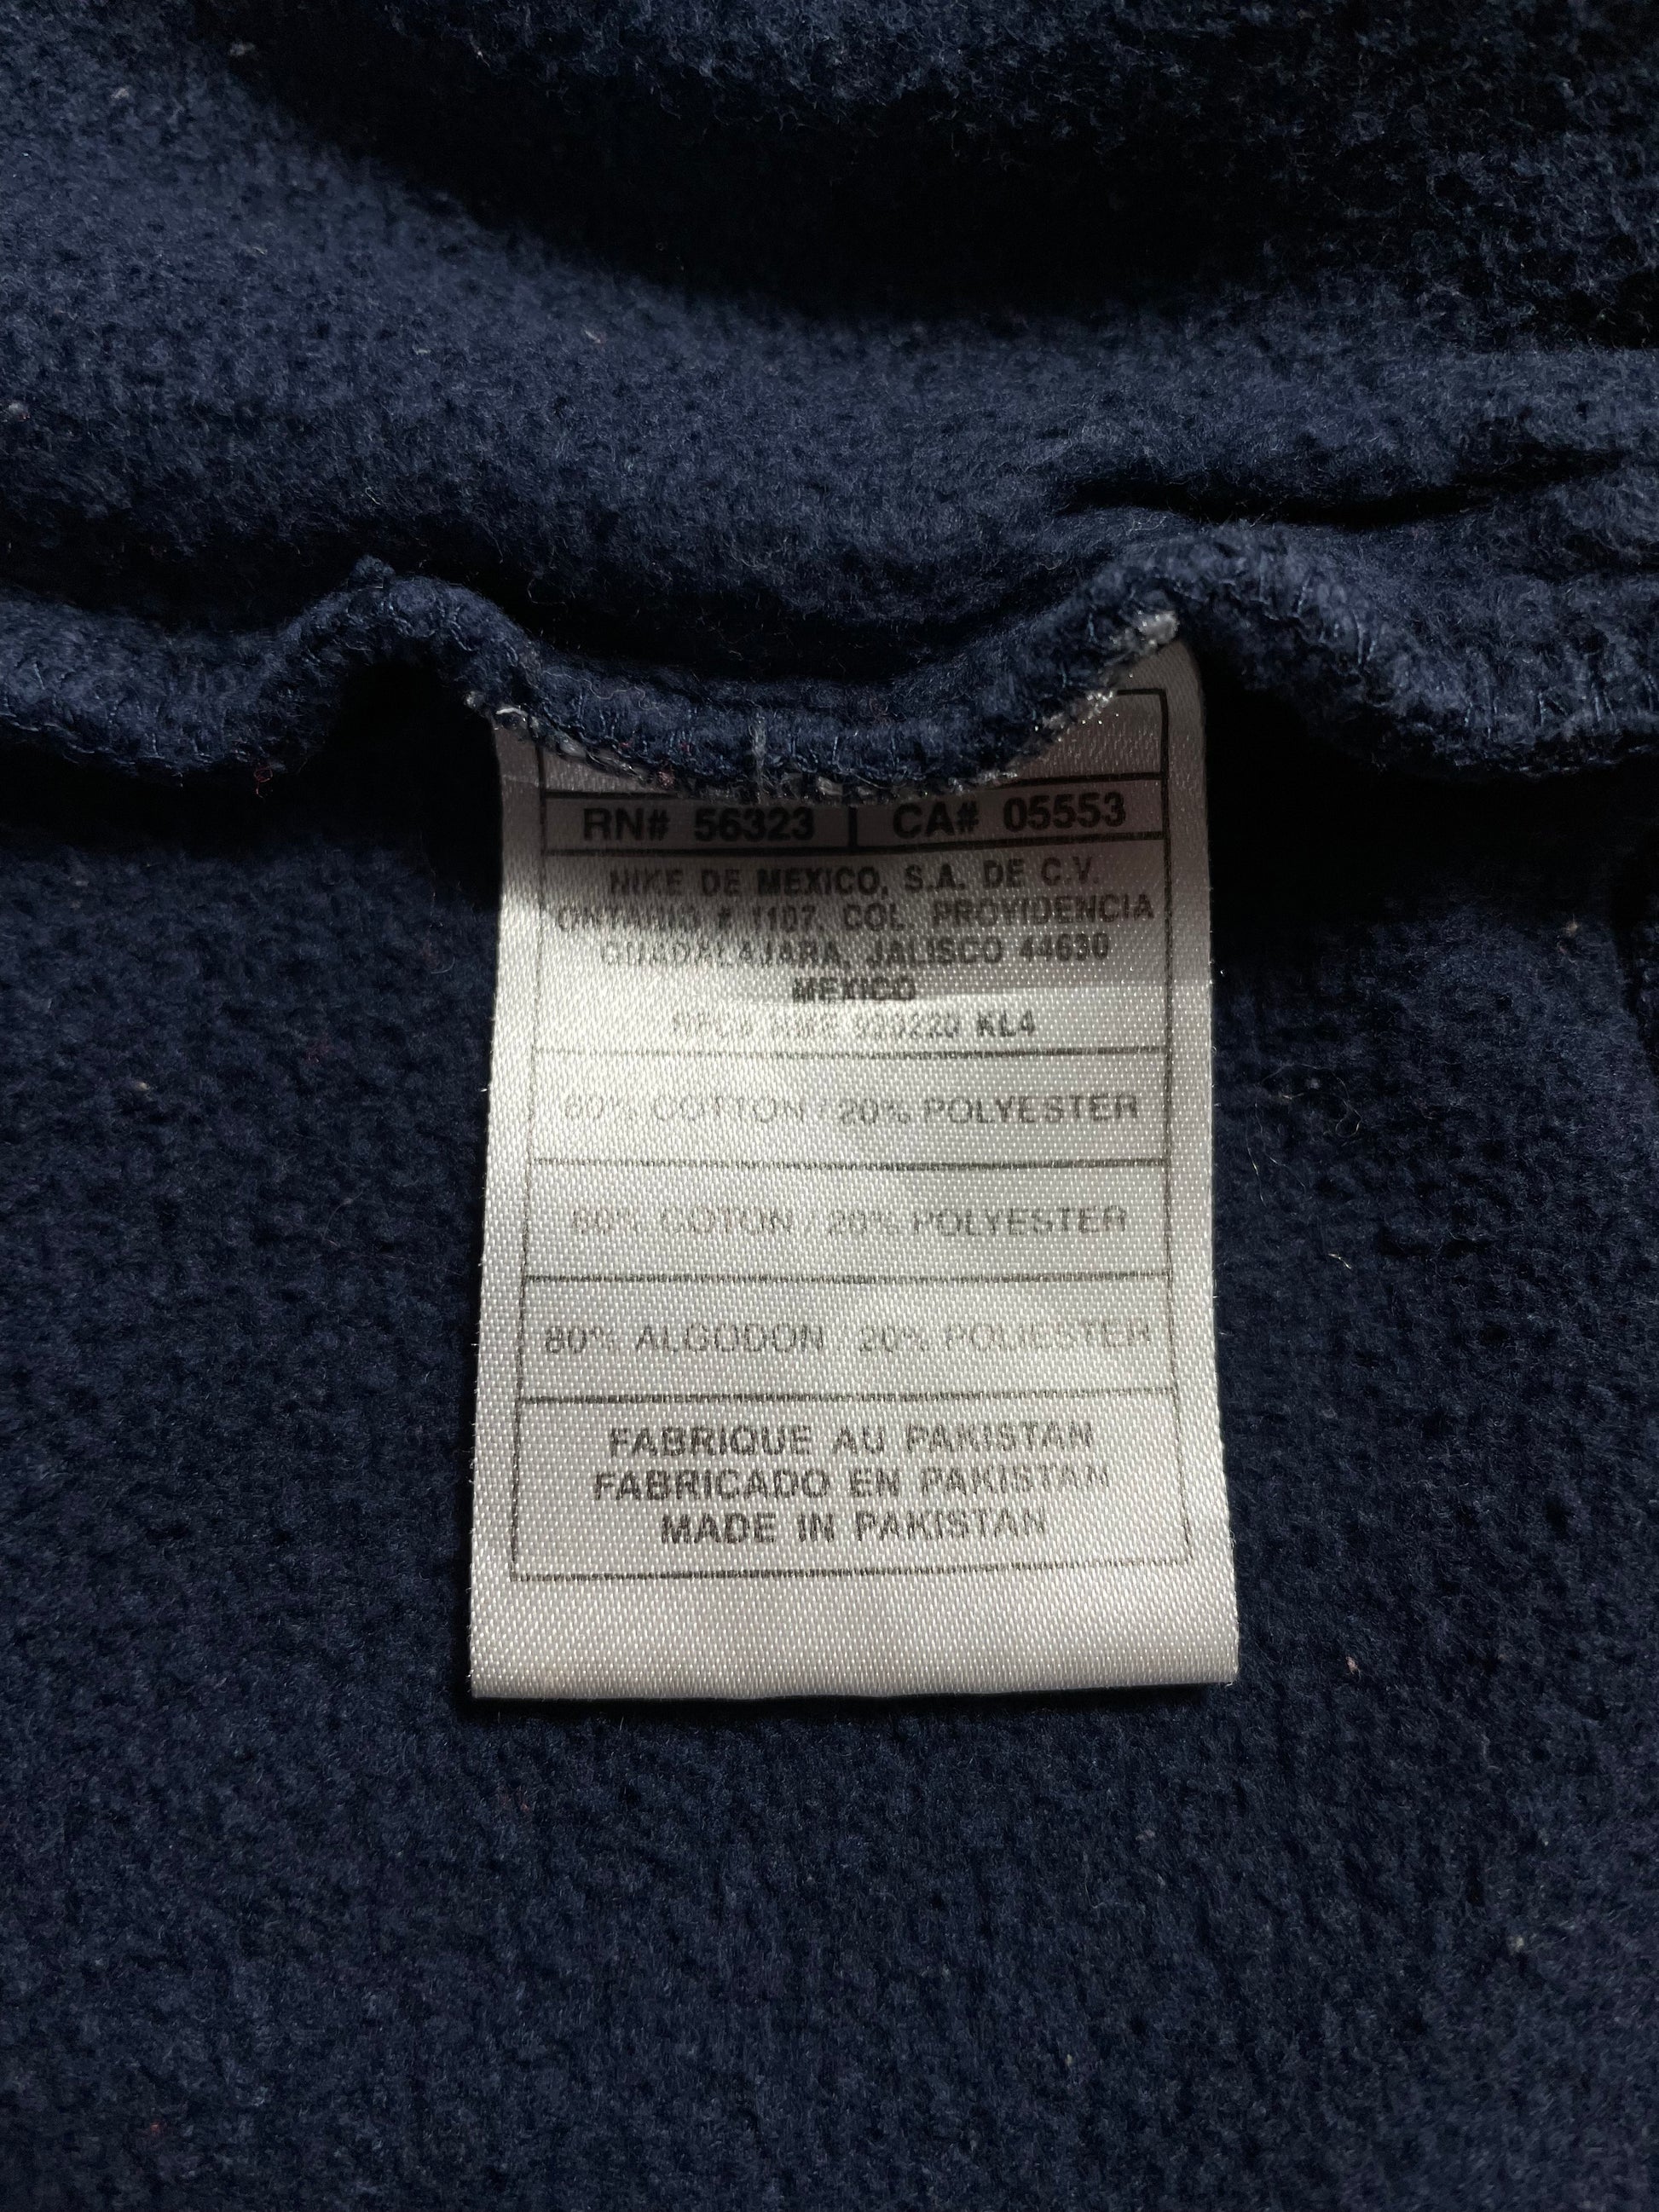 RN# 56323 | CA# 05553
NIKE DE MEXICO, S.A. DE C.V.
ONTARIO # 1107, COL. PROVIDENCIA
GUADALAJARA, JALISCO 44630
MEXICO
920220 KL4
80% COTTON / 20% POLYESTER
80% COTON / 20% POLYESTER
80% ALGODON 20% POLIESTER
FABRIQUE AU PAKISTAN
FABRICADO EN PAKISTAN
MADE IN PAKISTAN